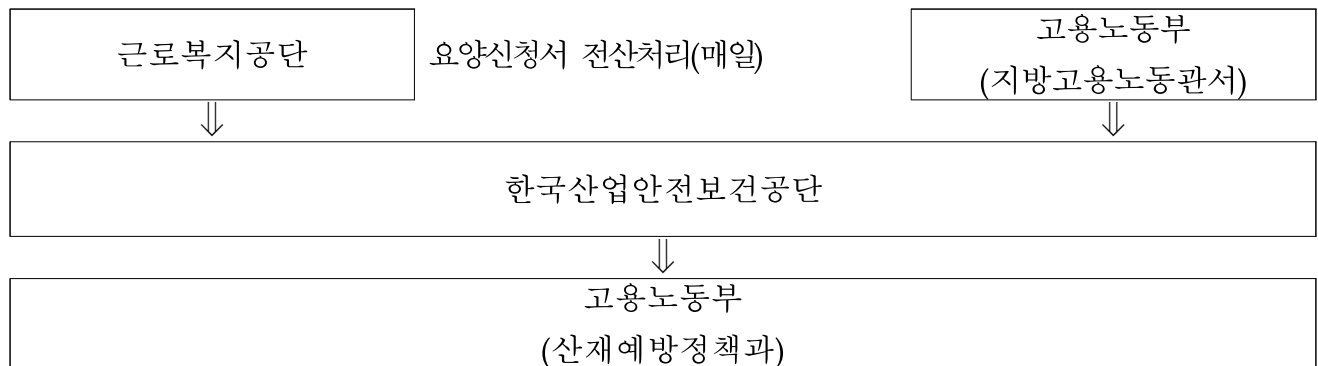 근로복지공단
요양신청서 전산처리(매일)
고용노동부
(지방고용노동관서)
⇓
⇓
한국산업안전보건공단
⇓
고용노동부
(산재예방정책과)